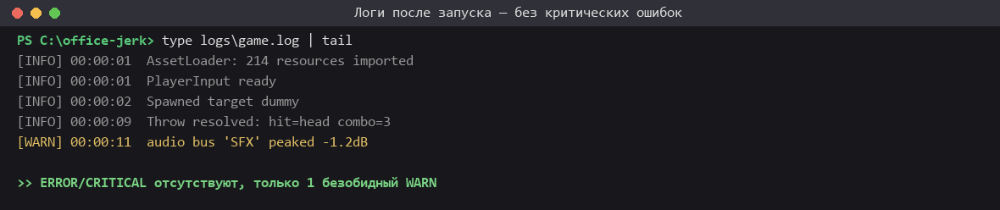 Логи после запуска — без критических ошибок
PS C:\office-jerk> type logs\game.log | tail
[INFO] 00:00:01  AssetLoader: 214 resources imported
[INFO] 00:00:01  PlayerInput ready
[INFO] 00:00:02  Spawned target dummy
[INFO] 00:00:09  Throw resolved: hit=head combo=3
[WARN] 00:00:11  audio bus 'SFX' peaked -1.2dB
>> ERROR/CRITICAL отсутствуют, только 1 безобидный WARN